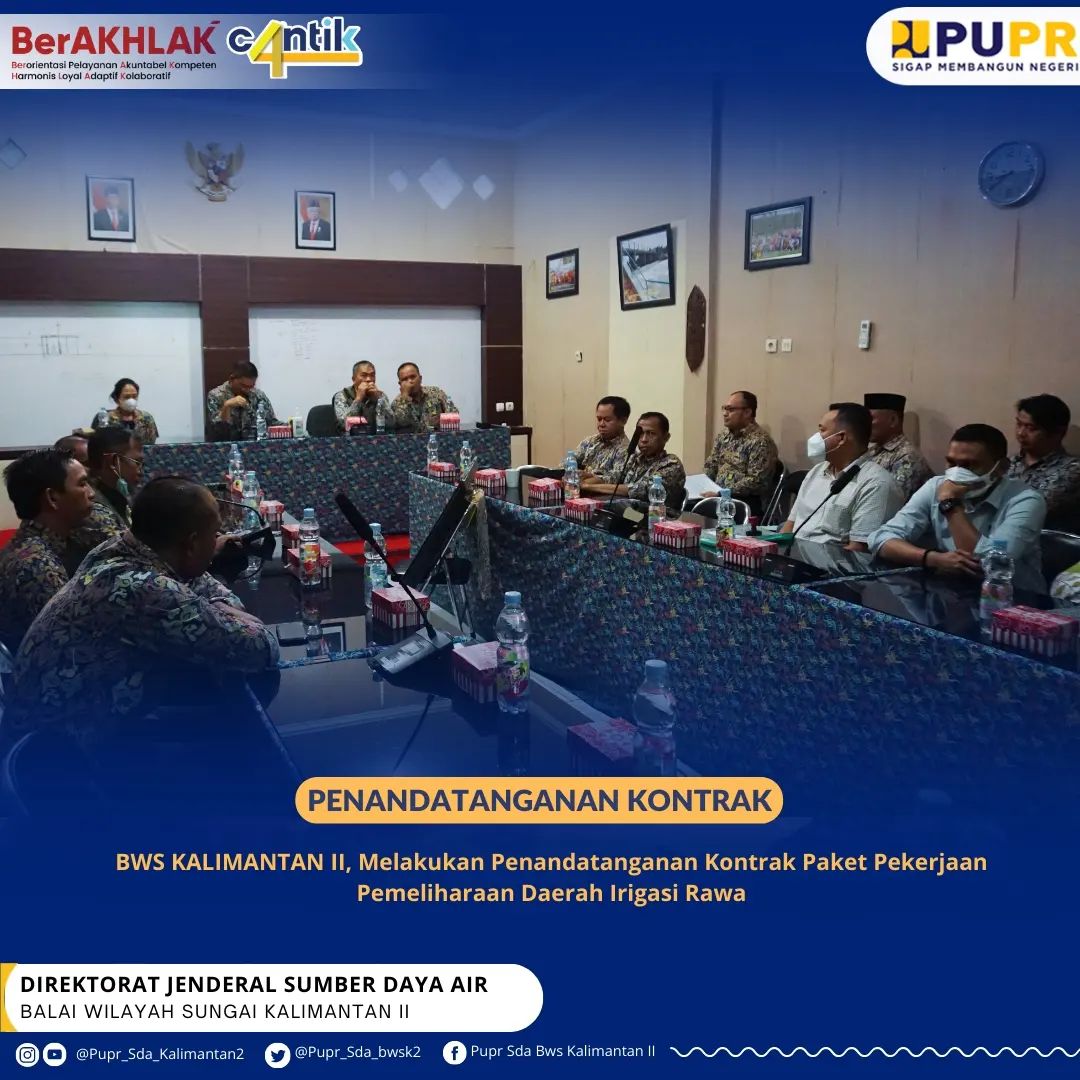 BerAKHLAK
Berorientasi Pelayanan Akuntabel Kompeten
Harmonis Loyal Adaptif Kolaboratif
c4ntik
PUPR
SIGAP MEMBANGUN NEGERI
PENANDATANGANAN KONTRAK
BWS KALIMANTAN II, Melakukan Penandatanganan Kontrak Paket Pekerjaan
Pemeliharaan Daerah Irigasi Rawa
DIREKTORAT JENDERAL SUMBER DAYA AIR
BALAI WILAYAH SUNGAI KALIMANTAN II
@Pupr_Sda_Kalimantan2 @Pupr_Sda_bwsk2 Pupr Sda Bws Kalimantan II